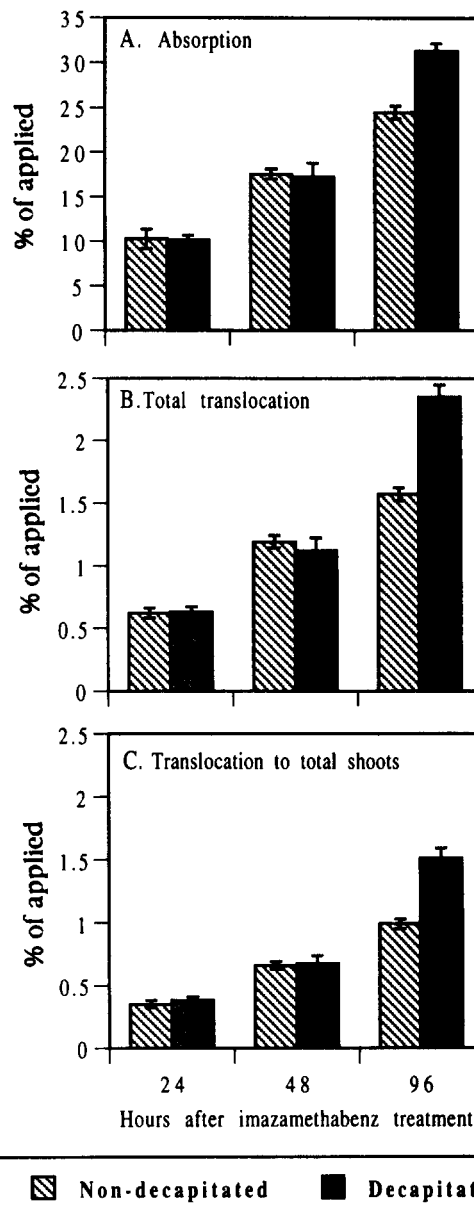 A. Absorption
35
30
25
20
15
10
5
0
% of applied
B. Total translocation
2.5
2
1.5
1
0.5
0
% of applied
C. Translocation to total shoots
2.5
2
1.5
1
0.5
0
% of applied
24 48 96
Hours after imazamethabenz treatment
Non-decapitated Decapitat